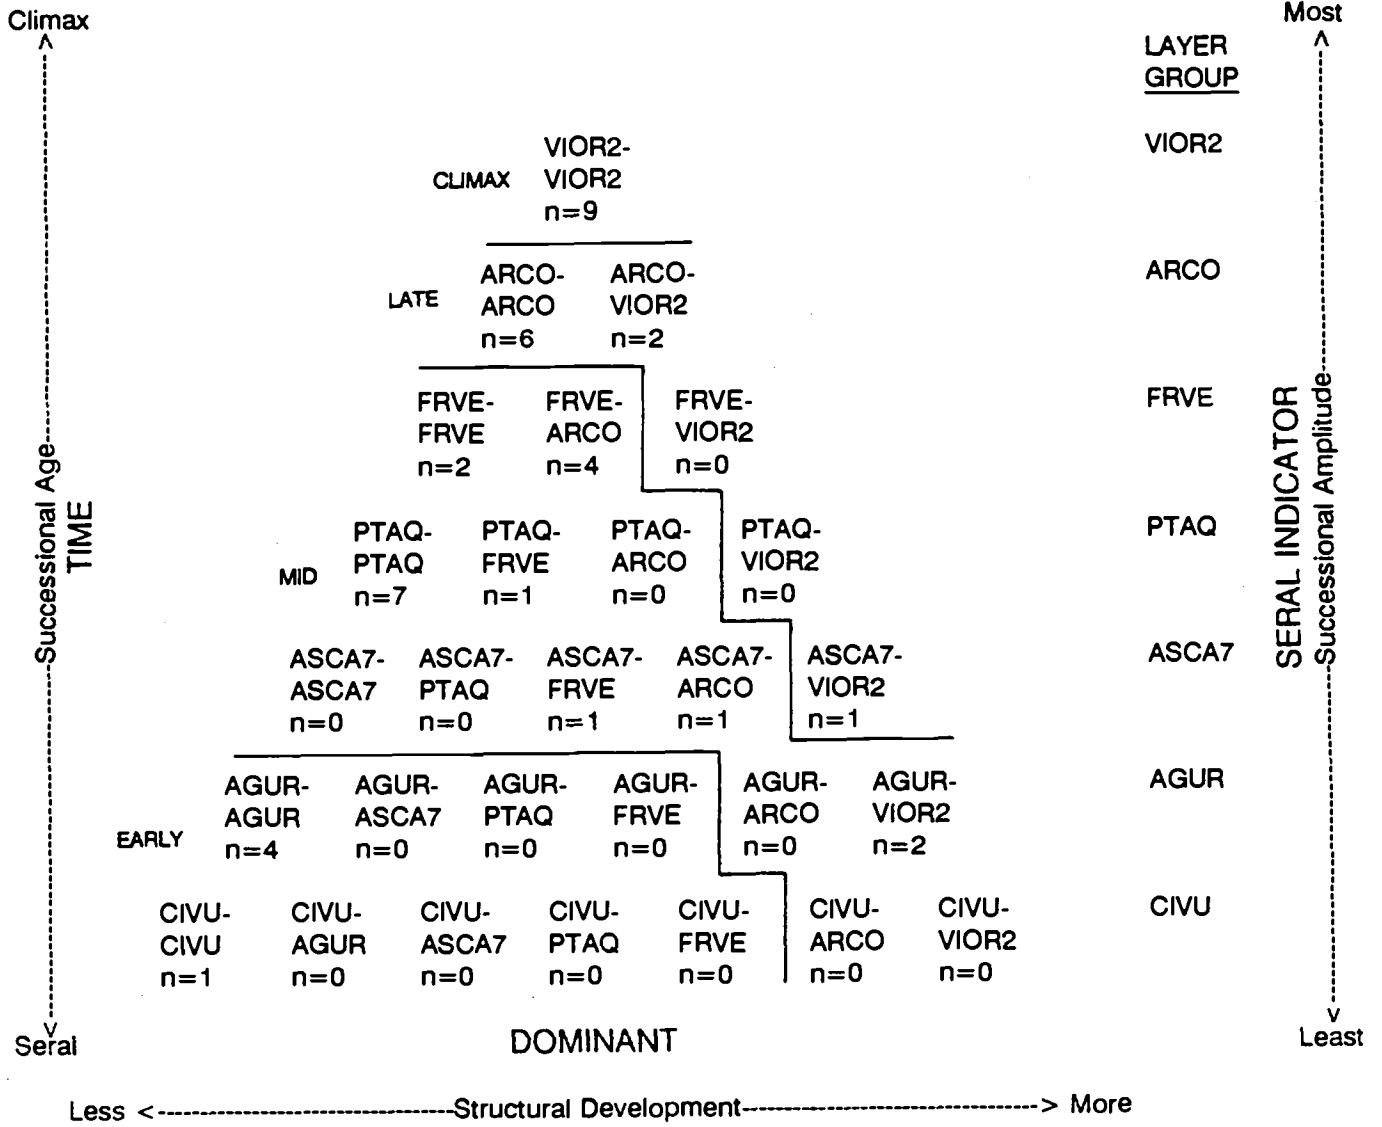 Climax
Most
LAYER
GROUP
VIOR2-
CLIMAX VIOR2
n=9
VIOR2
ARCO- ARCO-
LATE ARCO VIOR2
n=6 n=2
ARCO
FRVE- FRVE- FRVE-
FRVE ARCO VIOR2
n=2 n=4 n=0
FRVE
PTAQ- PTAQ- PTAQ- PTAQ-
MID PTAQ FRVE ARCO VIOR2
n=7 n=1 n=0 n=0
PTAQ
ASCA7- ASCA7- ASCA7- ASCA7- ASCA7-
ASCA7 PTAQ FRVE ARCO VIOR2
n=0 n=0 n=1 n=1 n=1
ASCA7
AGUR- AGUR- AGUR- AGUR- AGUR- AGUR-
EARLY AGUR ASCA7 PTAQ FRVE ARCO VIOR2
n=4 n=0 n=0 n=0 n=0 n=2
AGUR
CIVU- CIVU- CIVU- CIVU- CIVU- CIVU- CIVU-
CIVU AGUR ASCA7 PTAQ FRVE ARCO VIOR2
n=1 n=0 n=0 n=0 n=0 n=0 n=0
CIVU
Successional Age
TIME
SERAL INDICATOR
Successional Amplitude
Seral
DOMINANT
Least
Less <---Structural Development---> More